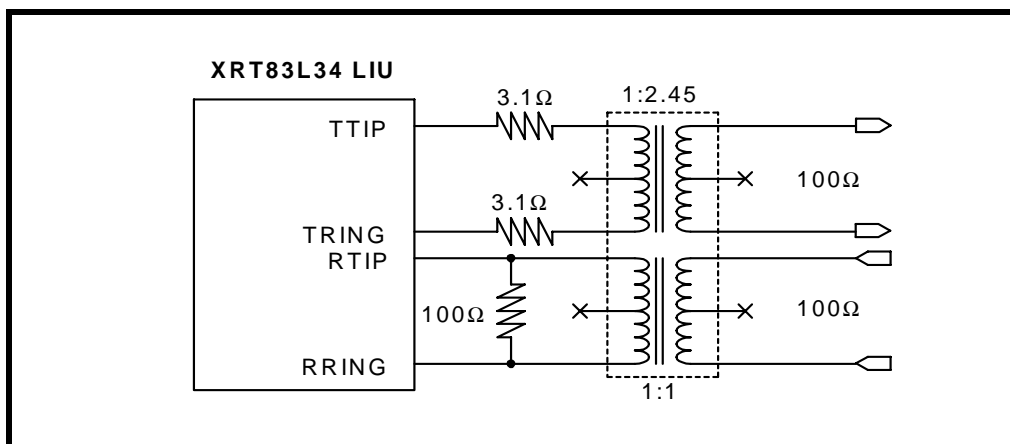 XRT83L34 LIU
3.1Ω
1:2.45
TTIP
100Ω
3.1Ω
TRING
RTIP
100Ω
100Ω
RRING
1:1